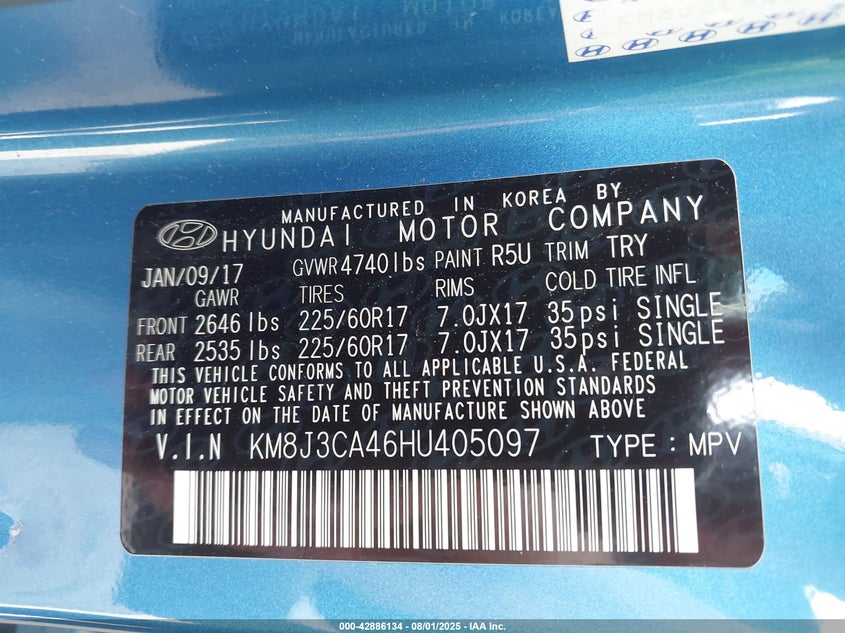 MANUFACTURED IN KOREA BY
HYUNDAI MOTOR COMPANY
JAN/09/17 GVWR 4740lbs PAINT R5U TRIM TRY
GAWR TIRES RIMS COLD TIRE INFL
FRONT 2646 lbs 225/60R17 7.0JX17 35psi SINGLE
REAR 2535 lbs 225/60R17 7.0JX17 35psi SINGLE
THIS VEHICLE CONFORMS TO ALL APPLICABLE U.S.A. FEDERAL
MOTOR VEHICLE SAFETY AND THEFT PREVENTION STANDARDS
IN EFFECT ON THE DATE OF MANUFACTURE SHOWN ABOVE
V.I.N KM8J3CA46HU405097 TYPE : MPV
000-42886134 - 08/01/2025 - IAA Inc.